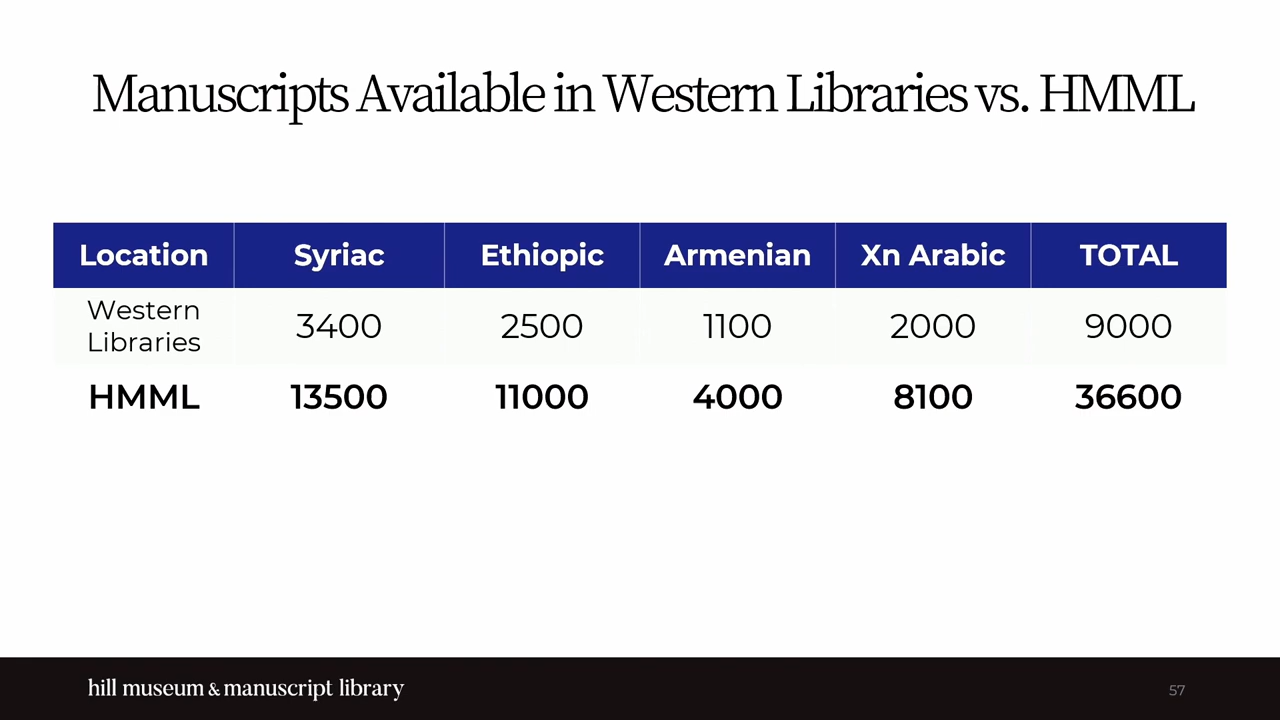 Manuscripts Available in Western Libraries vs. HMML
Location Syriac Ethiopic Armenian Xn Arabic TOTAL
Western Libraries 3400 2500 1100 2000 9000
HMML 13500 11000 4000 8100 36600
hill museum & manuscript library 57